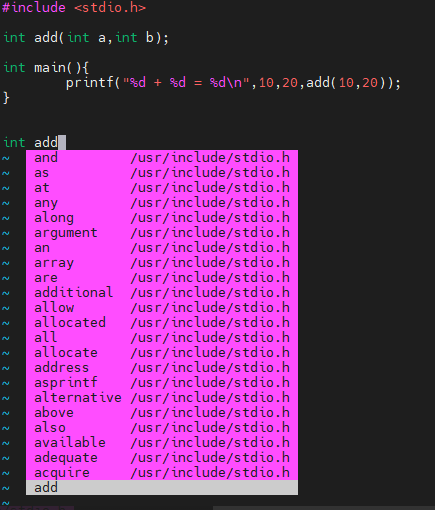 #include <stdio.h>
int add(int a,int b);
int main(){
printf("%d + %d = %d\n",10,20,add(10,20));
}
int add
~ and /usr/include/stdio.h
~ as /usr/include/stdio.h
~ at /usr/include/stdio.h
~ any /usr/include/stdio.h
~ along /usr/include/stdio.h
~ argument /usr/include/stdio.h
~ an /usr/include/stdio.h
~ array /usr/include/stdio.h
~ are /usr/include/stdio.h
~ additional /usr/include/stdio.h
~ allow /usr/include/stdio.h
~ allocated /usr/include/stdio.h
~ all /usr/include/stdio.h
~ allocate /usr/include/stdio.h
~ address /usr/include/stdio.h
~ asprintf /usr/include/stdio.h
~ alternative /usr/include/stdio.h
~ above /usr/include/stdio.h
~ also /usr/include/stdio.h
~ available /usr/include/stdio.h
~ adequate /usr/include/stdio.h
~ acquire /usr/include/stdio.h
~ add
~